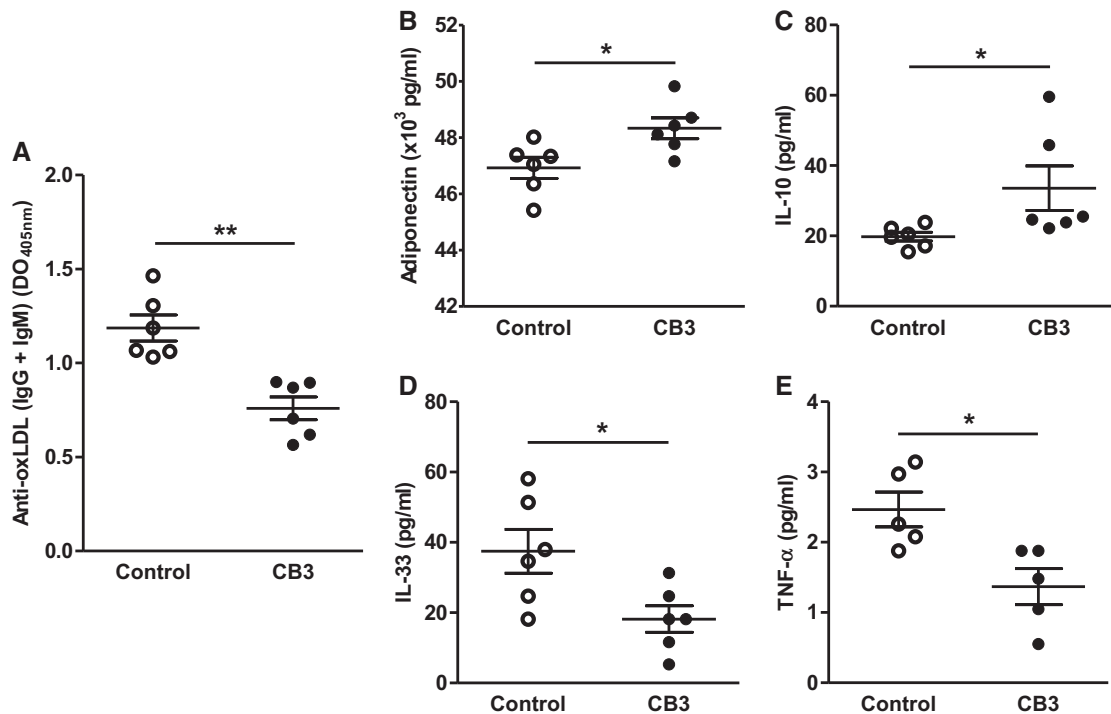 A
Anti-oxLDL (IgG + IgM) (DO405nm)
2.0
1.5
1.0
0.5
0.0
**
Control CB3
B
Adiponectin (x10³ pg/ml)
52
50
48
46
44
42
*
Control CB3
C
IL-10 (pg/ml)
80
60
40
20
0
*
Control CB3
D
IL-33 (pg/ml)
80
60
40
20
0
*
Control CB3
E
TNF-α (pg/ml)
4
3
2
1
0
*
Control CB3